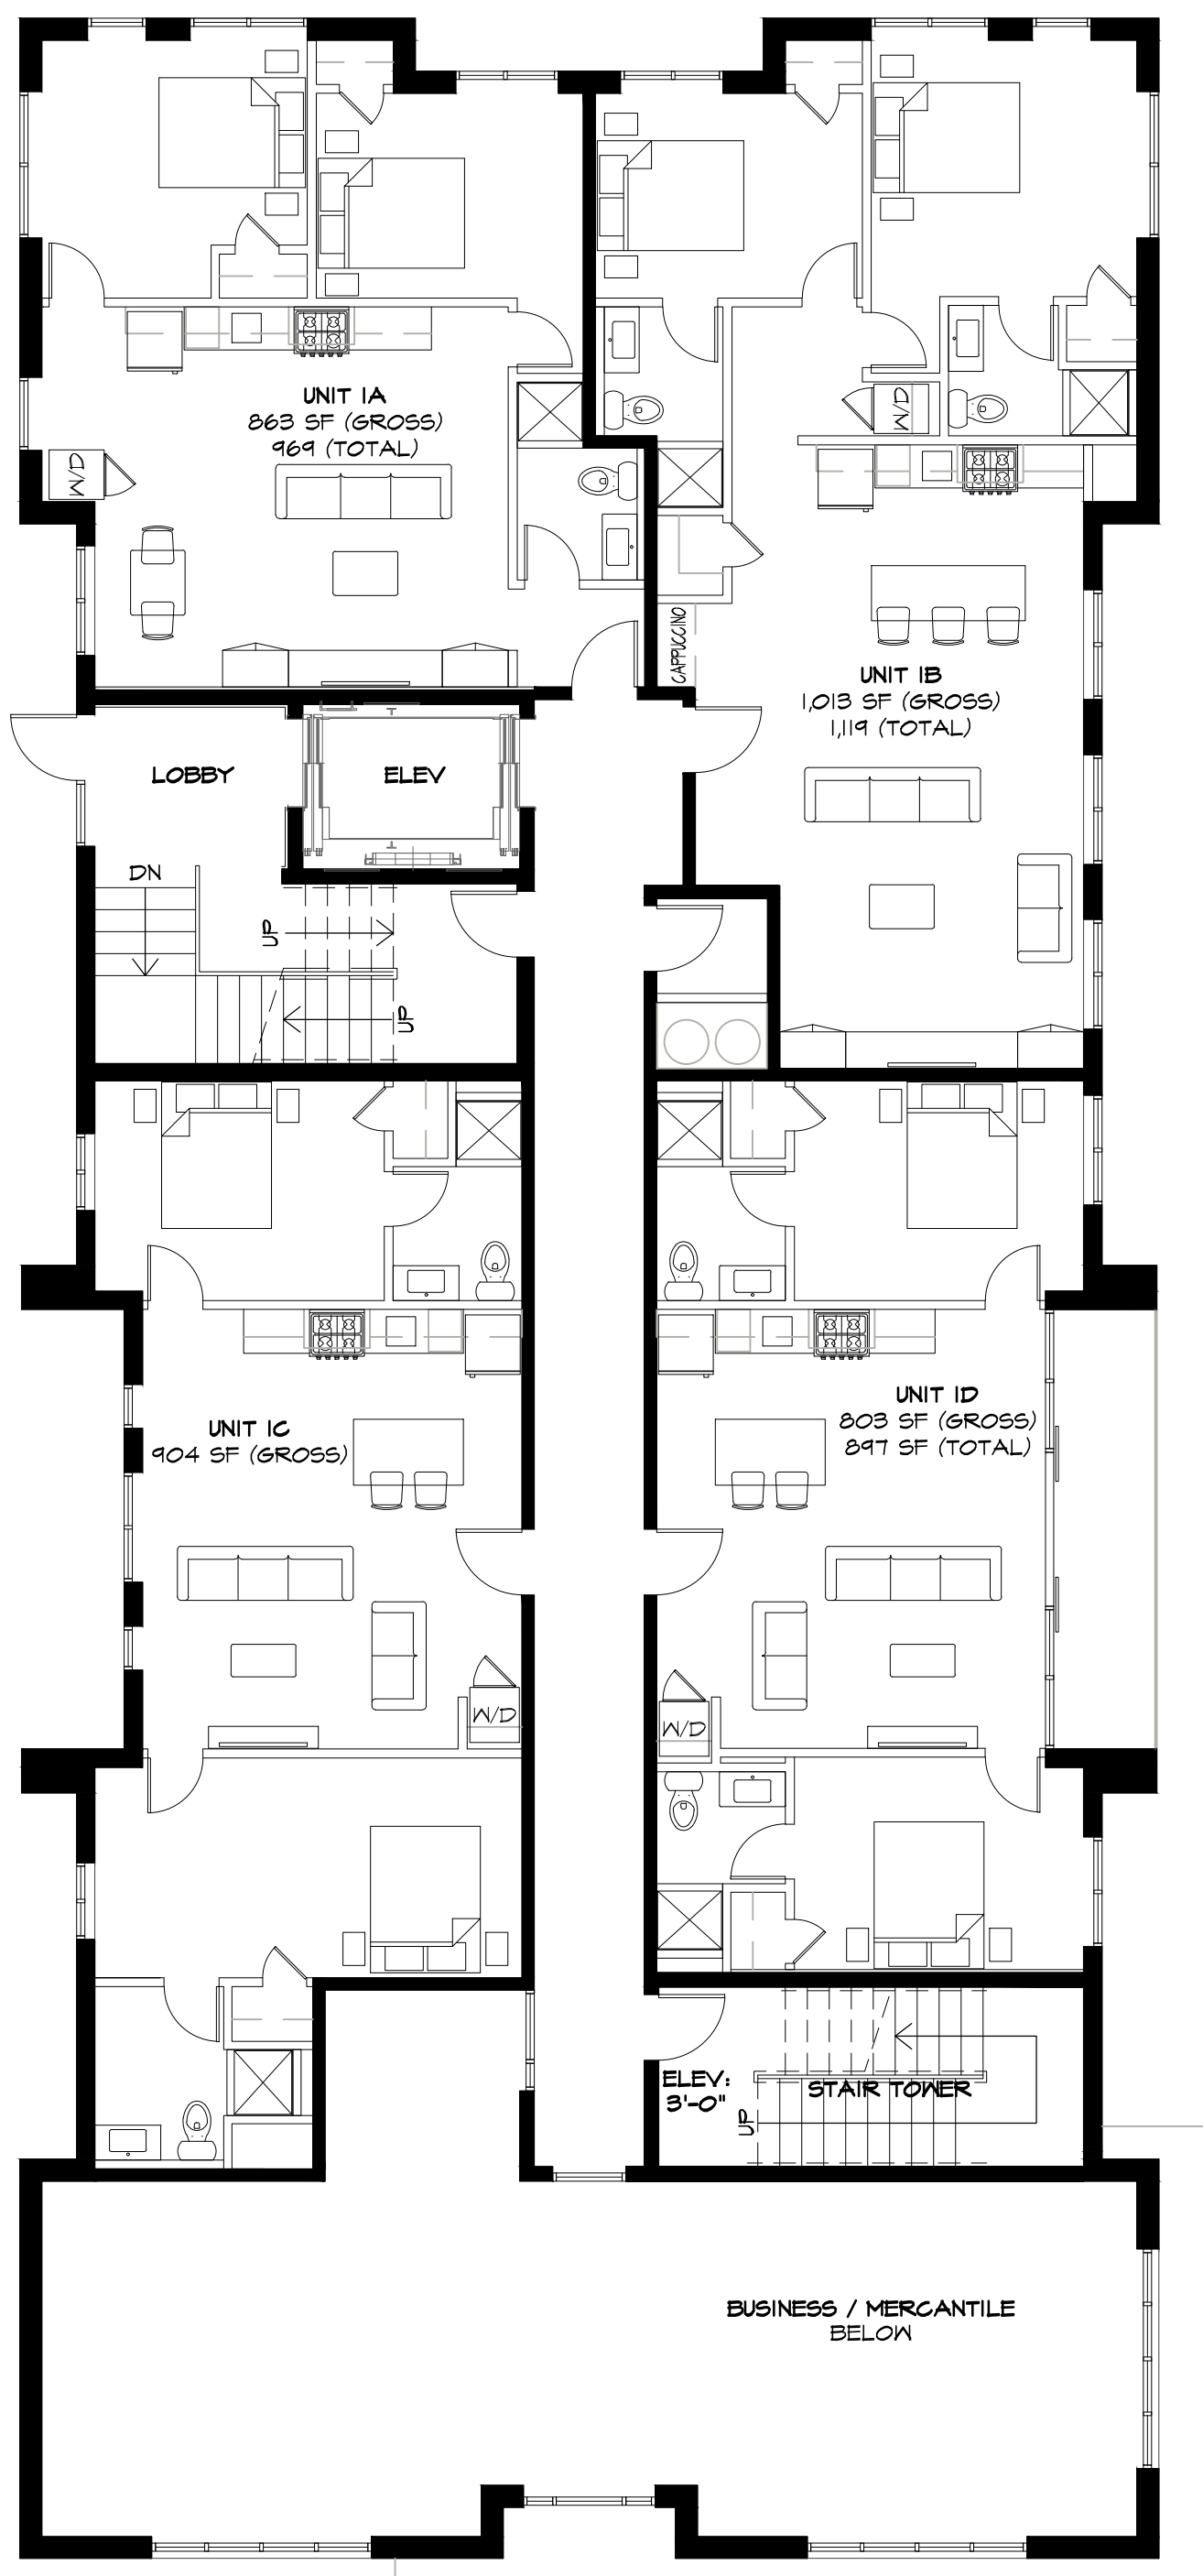 UNIT 1A
863 SF (GROSS)
969 (TOTAL)
W/D
W/D
CAPPUCCINO
UNIT 1B
1,013 SF (GROSS)
1,119 (TOTAL)
LOBBY
ELEV
DN
UP
UP
UNIT 1C
904 SF (GROSS)
UNIT 1D
803 SF (GROSS)
897 SF (TOTAL)
W/D
W/D
ELEV:
3'-0"
STAIR TOWER
UP
BUSINESS / MERCANTILE
BELOW